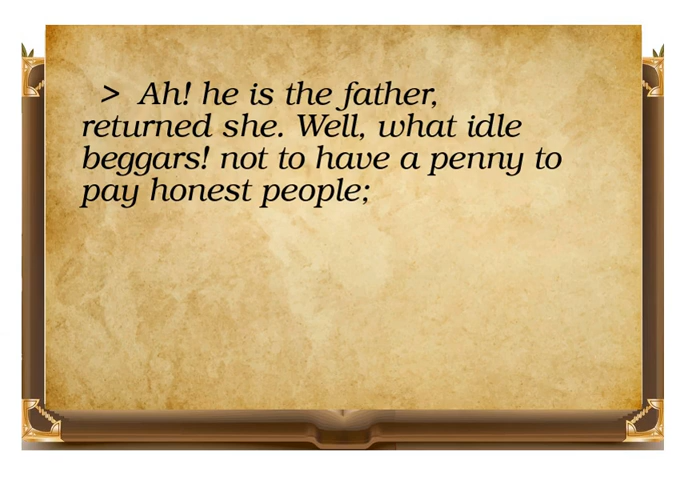 > Ah! he is the father,
returned she. Well, what idle
beggars! not to have a penny to
pay honest people;